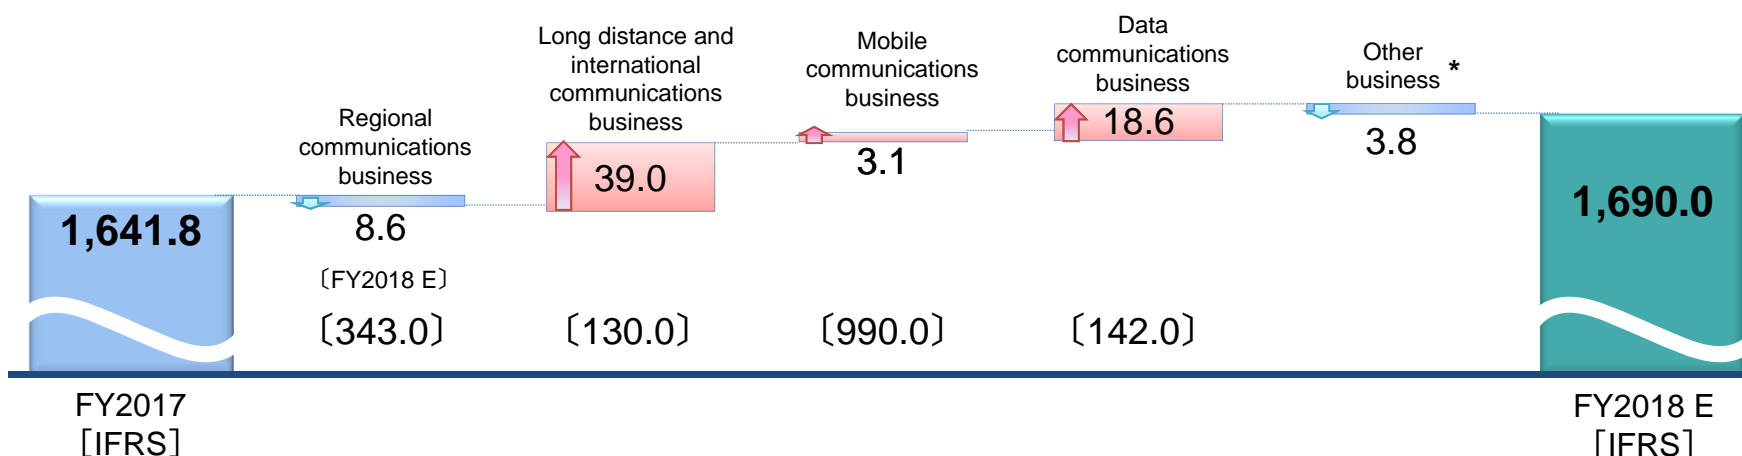 Regional
communications
business
Long distance and
international
communications
business
Mobile
communications
business
Data
communications
business
Other
business *
1,641.8
8.6
39.0
3.1
18.6
3.8
1,690.0
〔FY2018 E〕
〔343.0〕
〔130.0〕
〔990.0〕
〔142.0〕
FY2017
［IFRS］
FY2018 E
［IFRS］